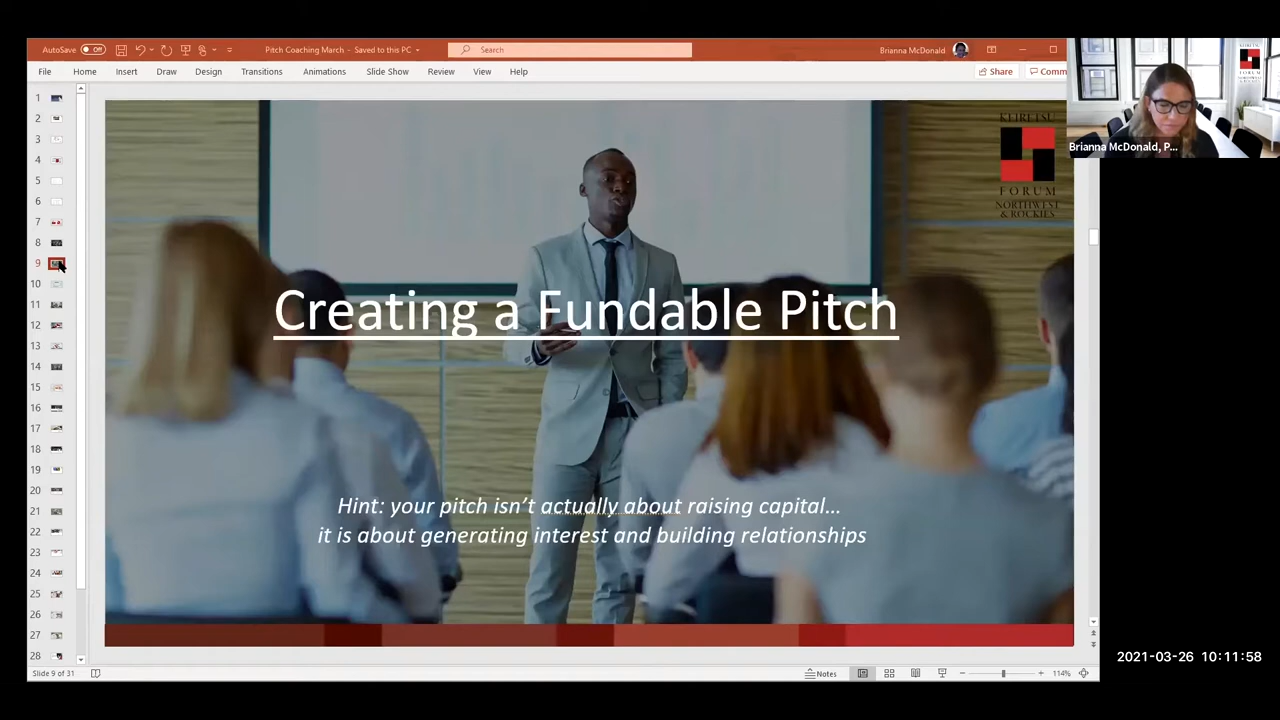 AutoSave Off
Pitch Coaching March - Saved to this PC
Search
Brianna McDonald
File Home Insert Draw Design Transitions Animations Slide Show Review View Help
Share Comm
Brianna McDonald, P...
1
2
3
4
5
6
7
8
9
10
11
12
13
14
15
16
17
18
19
20
21
22
23
24
25
26
27
28
KEIRETSU
FORUM
NORTHWEST
& ROCKIES
Creating a Fundable Pitch
Hint: your pitch isn't actually about raising capital...
it is about generating interest and building relationships
Slide 9 of 31
Notes
114%
2021-03-26 10:11:58